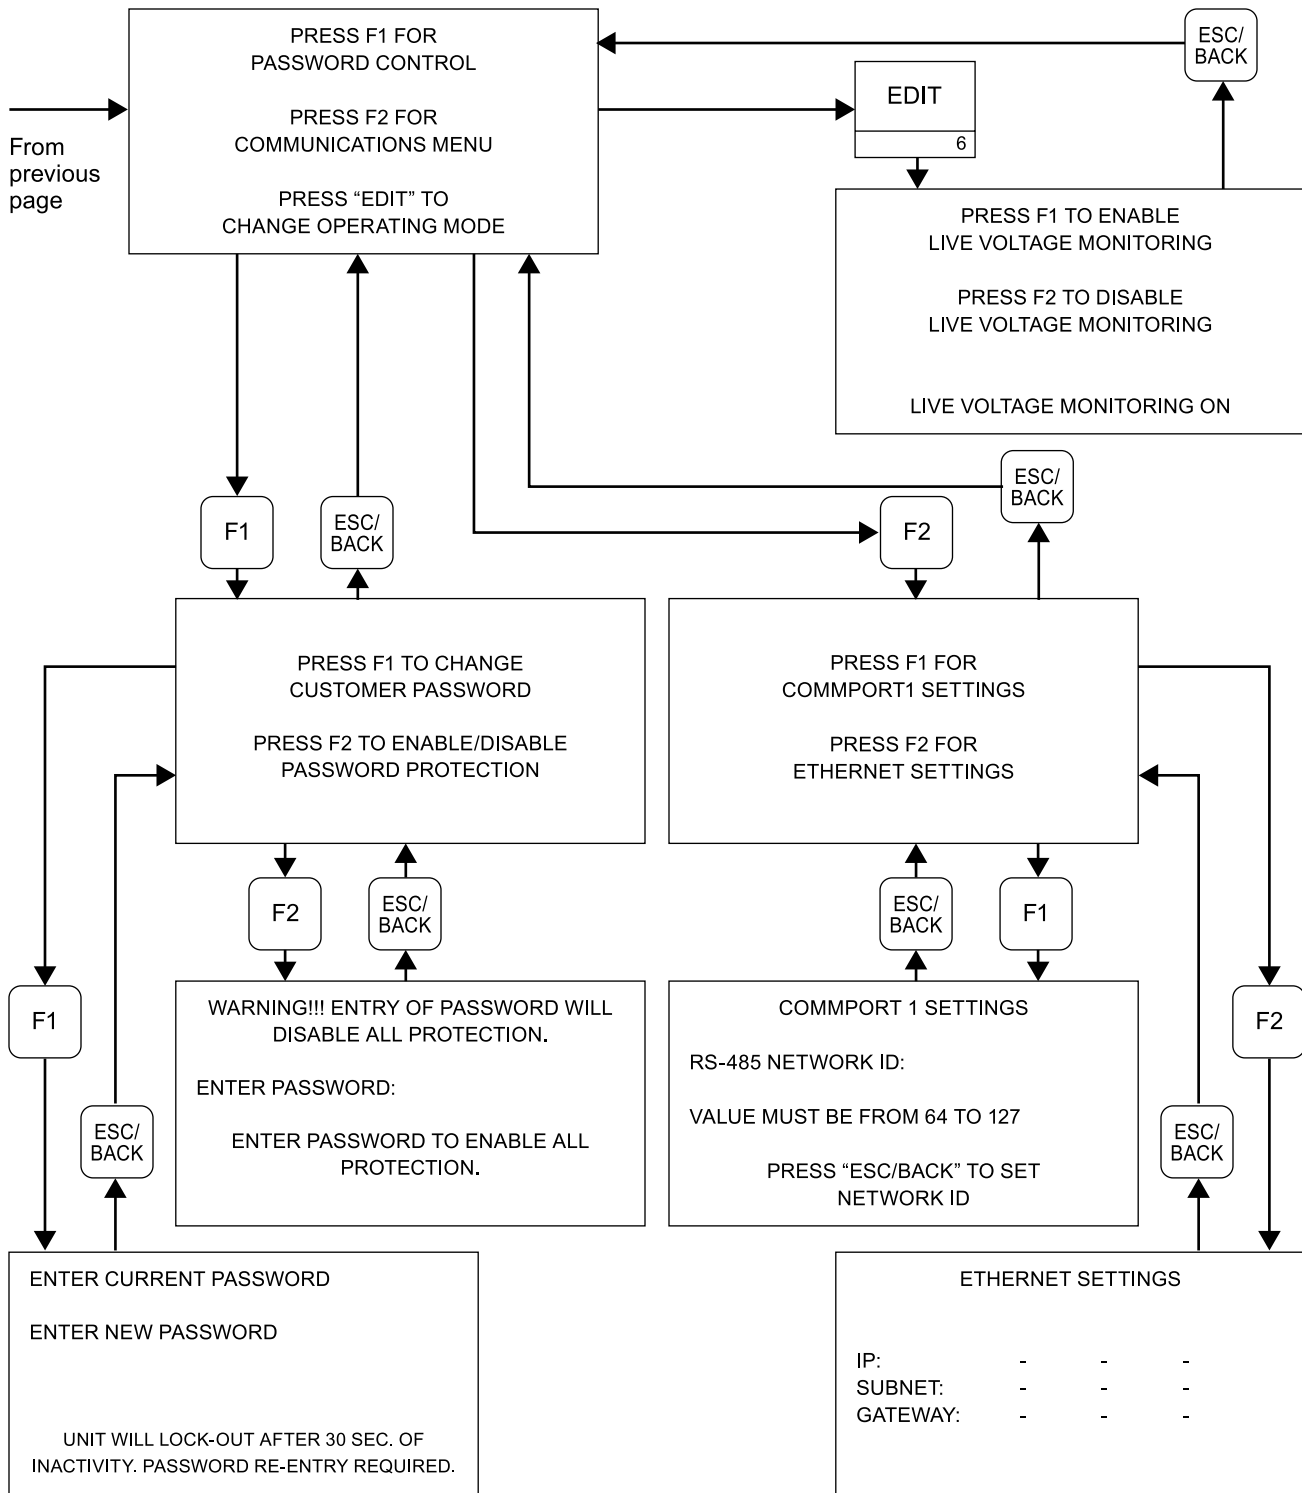 PRESS F1 FOR
PASSWORD CONTROL
PRESS F2 FOR
COMMUNICATIONS MENU
PRESS “EDIT” TO
CHANGE OPERATING MODE
From
previous
page
ESC/
BACK
EDIT
6
PRESS F1 TO ENABLE
LIVE VOLTAGE MONITORING
PRESS F2 TO DISABLE
LIVE VOLTAGE MONITORING
LIVE VOLTAGE MONITORING ON
F1
ESC/
BACK
F2
ESC/
BACK
PRESS F1 TO CHANGE
CUSTOMER PASSWORD
PRESS F2 TO ENABLE/DISABLE
PASSWORD PROTECTION
PRESS F1 FOR
COMMPORT1 SETTINGS
PRESS F2 FOR
ETHERNET SETTINGS
F2
ESC/
BACK
ESC/
BACK
F1
F1
ESC/
BACK
WARNING!!! ENTRY OF PASSWORD WILL
DISABLE ALL PROTECTION.
ENTER PASSWORD:
ENTER PASSWORD TO ENABLE ALL
PROTECTION.
COMMPORT 1 SETTINGS
RS-485 NETWORK ID:
VALUE MUST BE FROM 64 TO 127
PRESS “ESC/BACK” TO SET
NETWORK ID
F2
ESC/
BACK
ENTER CURRENT PASSWORD
ENTER NEW PASSWORD
UNIT WILL LOCK-OUT AFTER 30 SEC. OF
INACTIVITY. PASSWORD RE-ENTRY REQUIRED.
ETHERNET SETTINGS
IP: - - -
SUBNET: - - -
GATEWAY: - - -